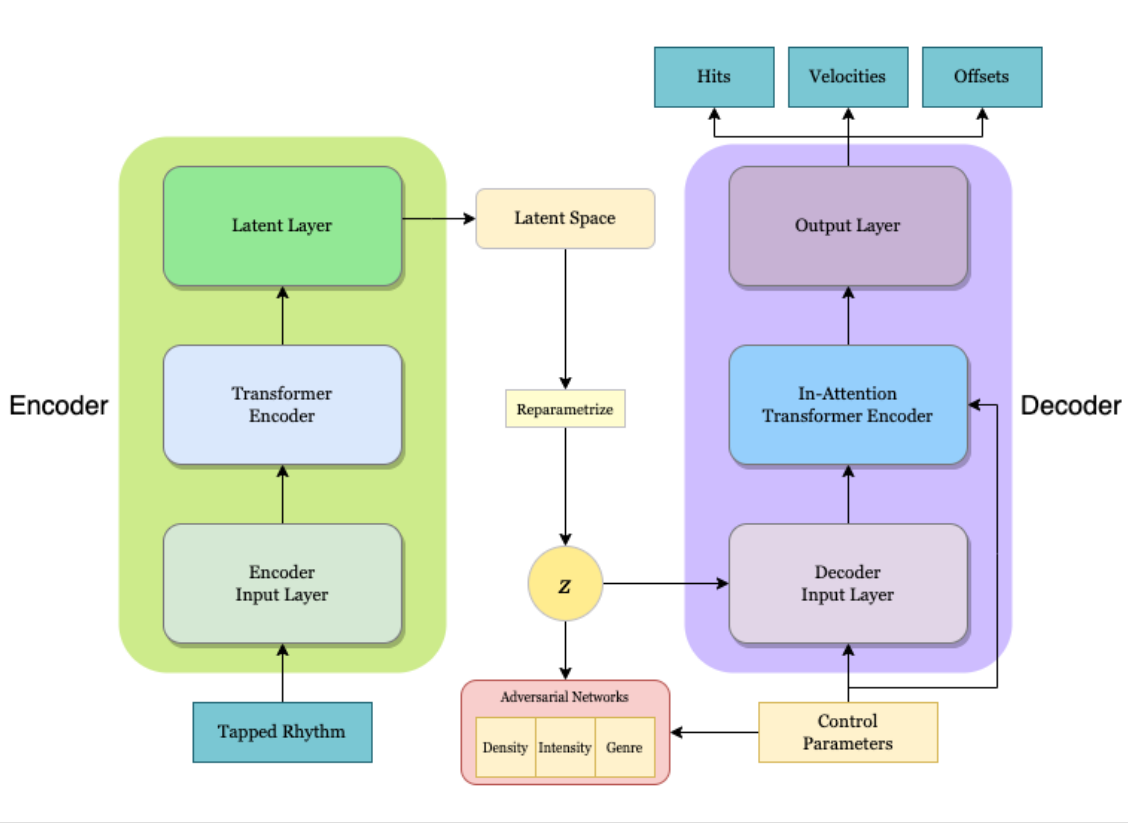 Hits
Velocities
Offsets
Latent Layer
Latent Space
Output Layer
Encoder
Transformer
Encoder
Reparametrize
In-Attention
Transformer Encoder
Decoder
Encoder
Input Layer
z
Decoder
Input Layer
Tapped Rhythm
Adversarial Networks
Density
Intensity
Genre
Control
Parameters